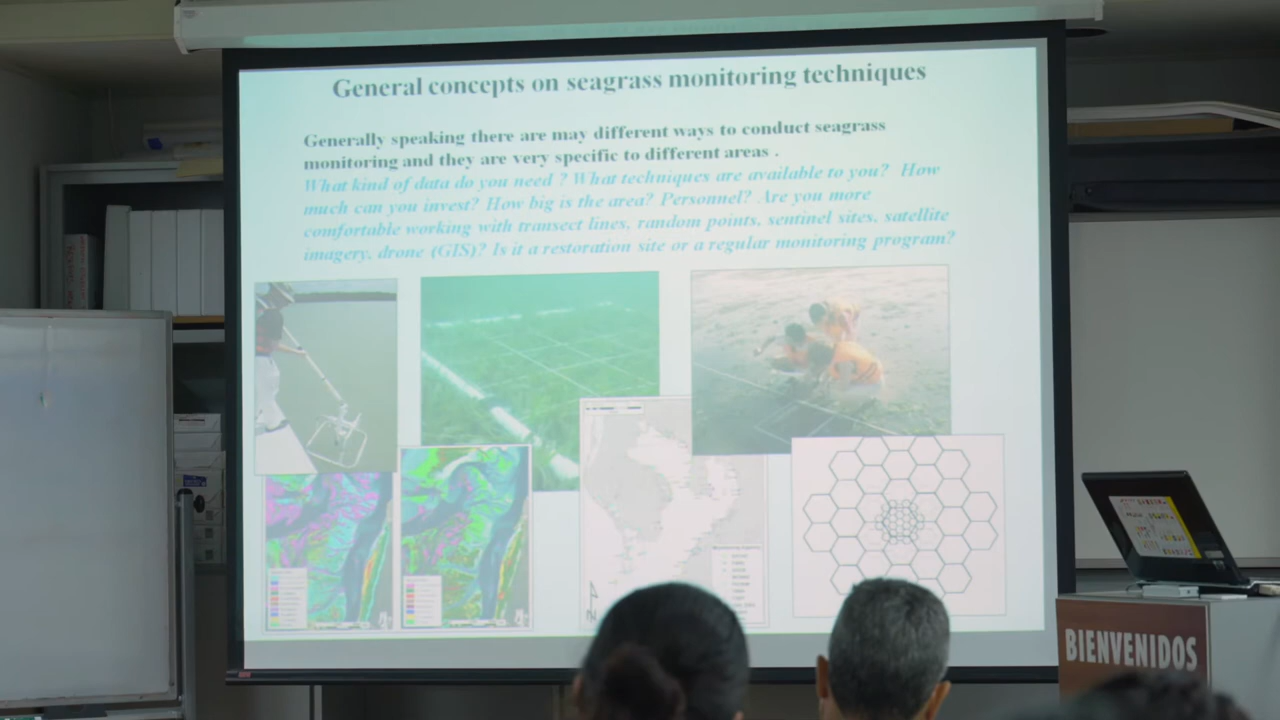 General concepts on seagrass monitoring techniques
Generally speaking there are may different ways to conduct seagrass
monitoring and they are very specific to different areas .
What kind of data do you need ? What techniques are available to you? How
much can you invest? How big is the area? Personnel? Are you more
comfortable working with transect lines, random points, sentinel sites, satellite
imagery, drone (GIS)? Is it a restoration site or a regular monitoring program?
N
BIENVENIDOS